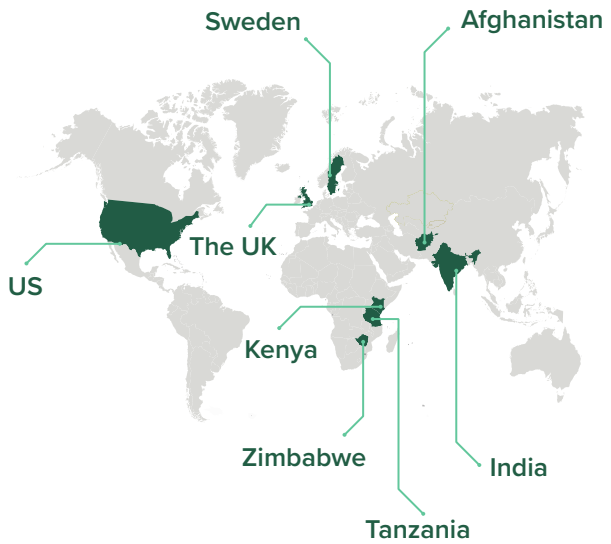 Sweden
Afghanistan
The UK
US
Kenya
Zimbabwe
India
Tanzania